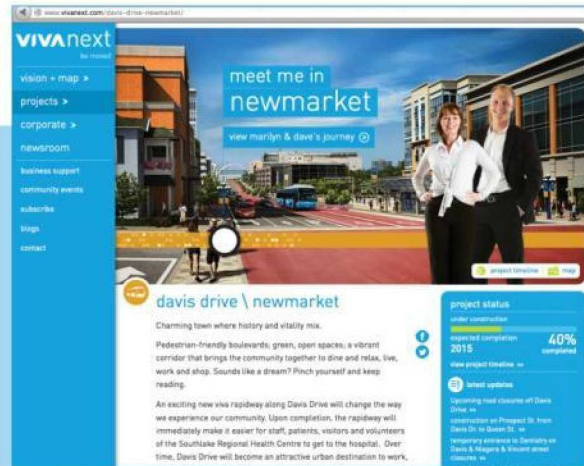 www.vivanext.com/davis-drive-newmarket/
vivanext
be moved
vision + map >
projects >
corporate >
newsroom
business support
community events
subscribe
blogs
contact
meet me in
newmarket
view marilyn & dave's journey
project timeline
map
davis drive \ newmarket
Charming town where history and vitality mix.
Pedestrian-friendly boulevards; green, open spaces; a vibrant
corridor that brings the community together to dine and relax, live,
work and shop. Sounds like a dream? Pinch yourself and keep
reading.
An exciting new viva rapidway along Davis Drive will change the way
we experience our community. Upon completion, the rapidway will
immediately make it easier for staff, patients, visitors and volunteers
of the Southlake Regional Health Centre to get to the hospital. Over
time, Davis Drive will become an attractive urban destination to work,
project status
under construction
expected completion
2015
40%
completed
view project timeline »
latest updates
Upcoming road closures off Davis
Drive, »
construction on Prospect St. from
Davis Dr. to Queen St. »
temporary entrance to Dentistry on
Davis & Niagara & Vincent street
closures »